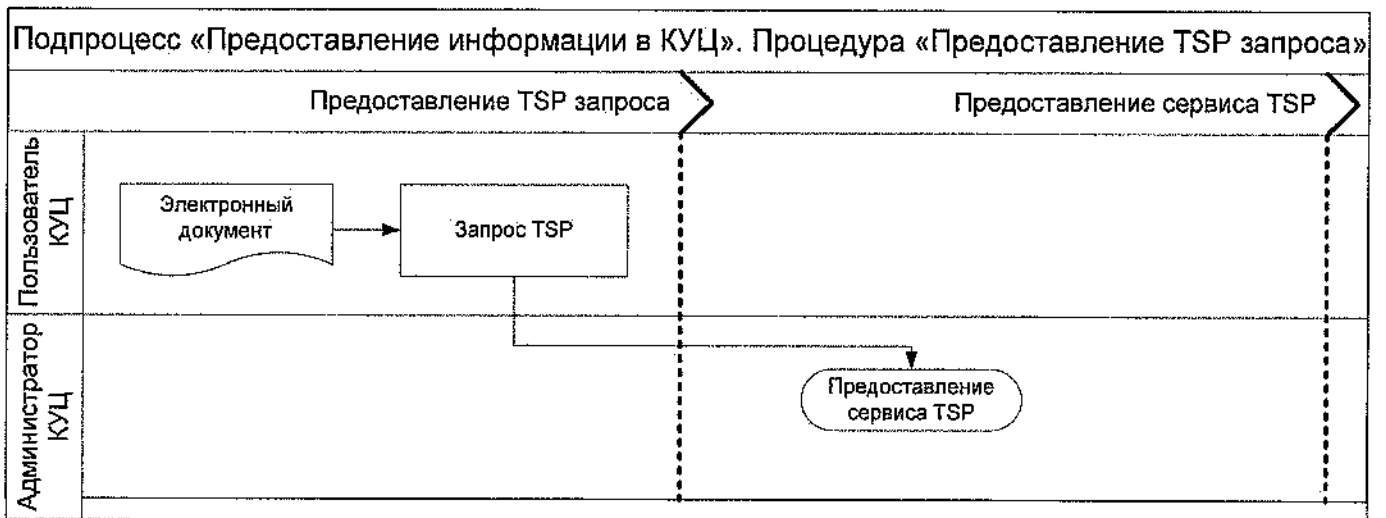 Подпроцесс «Предоставление информации в КУЦ». Процедура «Предоставление TSP запроса»
Предоставление TSP запроса
Предоставление сервиса TSP
Пользователь
КУЦ
Электронный
документ
Запрос TSP
Администратор
КУЦ
Предоставление
сервиса TSP